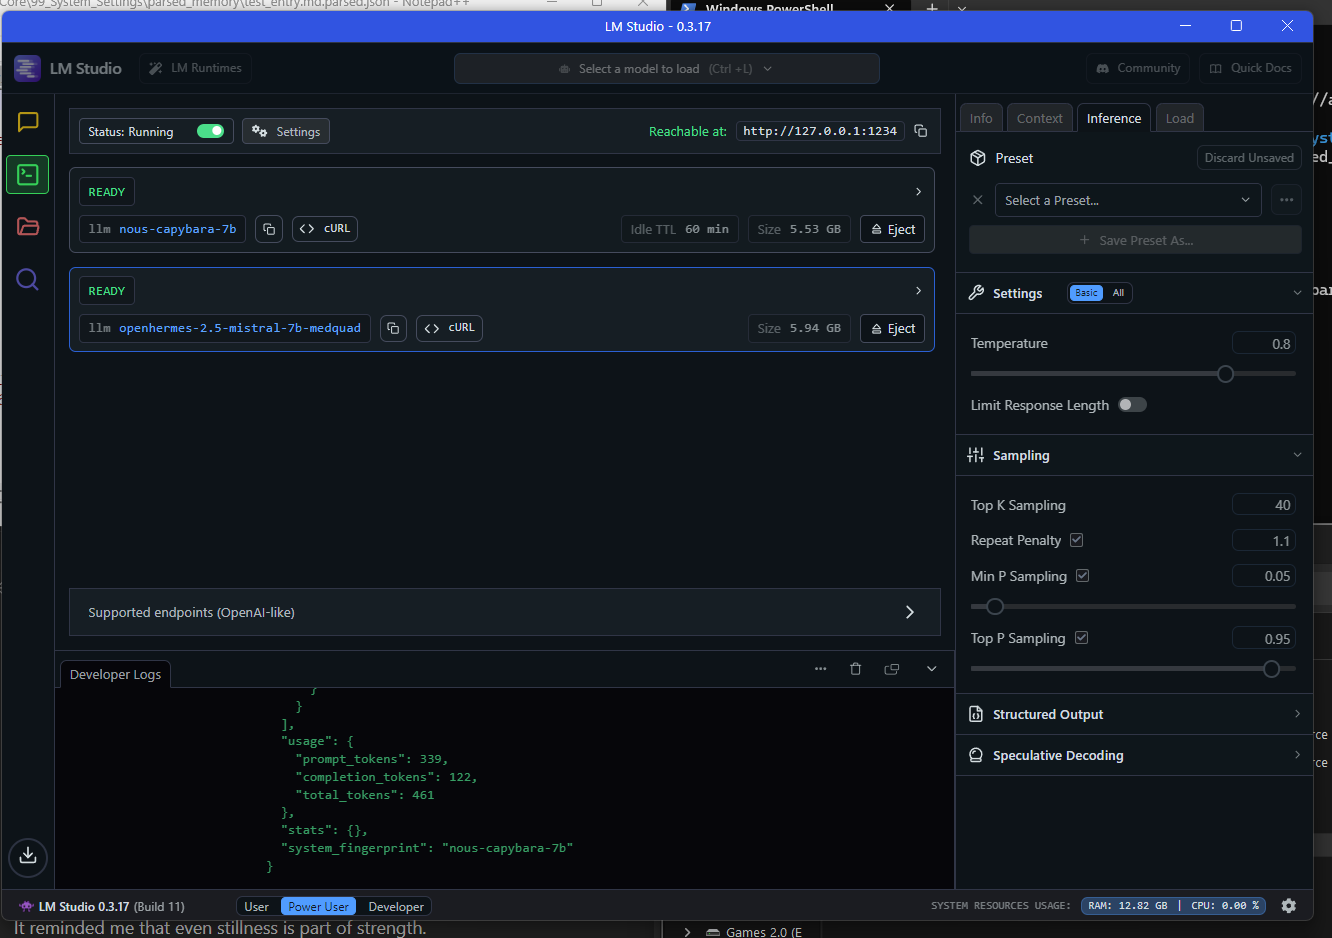 Core\99_System_Settings\parsed_memory\test_entry.md.parsed.json - Notepad++
Windows PowerShell
LM Studio - 0.3.17
LM Studio
LM Runtimes
Select a model to load (Ctrl +L)
Community
Quick Docs
Status: Running
Settings
Reachable at:
http://127.0.0.1:1234
READY
llm nous-capybara-7b
cURL
Idle TTL 60 min
Size 5.53 GB
Eject
READY
llm openhermes-2.5-mistral-7b-medquad
cURL
Size 5.94 GB
Eject
Supported endpoints (OpenAI-like)
Developer Logs
}
}
],
"usage": {
"prompt_tokens": 339,
"completion_tokens": 122,
"total_tokens": 461
},
"stats": {},
"system_fingerprint": "nous-capybara-7b"
}
Info
Context
Inference
Load
Preset
Discard Unsaved
Select a Preset...
Save Preset As...
Settings
Basic
All
Temperature
0.8
Limit Response Length
Sampling
Top K Sampling
40
Repeat Penalty
1.1
Min P Sampling
0.05
Top P Sampling
0.95
Structured Output
Speculative Decoding
LM Studio 0.3.17 (Build 11)
User
Power User
Developer
SYSTEM RESOURCES USAGE:
RAM: 12.82 GB | CPU: 0.00 %
It reminded me that even stillness is part of strength.
Games 2.0 (E